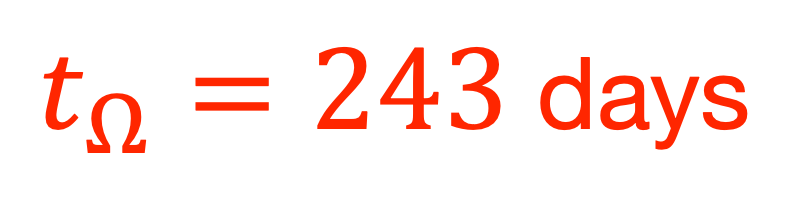 t_Ω = 243 days